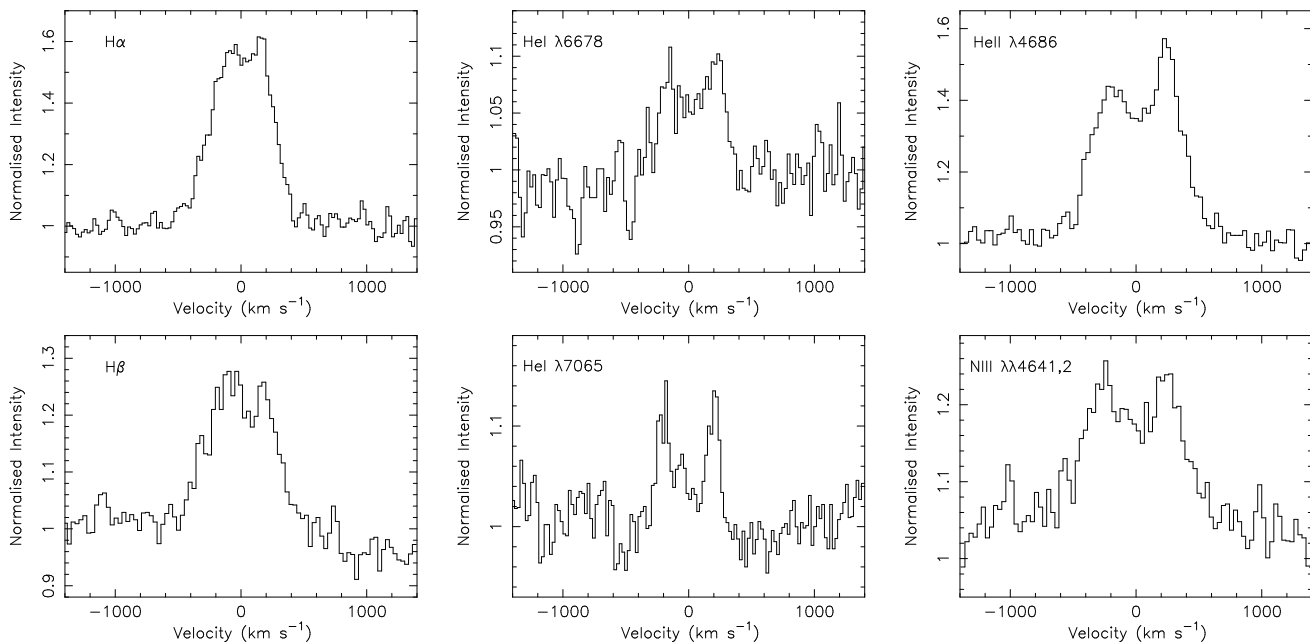 Hα
1.6
1.4
1.2
1
Normalised Intensity
−1000 0 1000
Velocity (km s⁻¹)
HeI λ6678
1.1
1.05
1
0.95
Normalised Intensity
−1000 0 1000
Velocity (km s⁻¹)
HeII λ4686
1.6
1.4
1.2
1
Normalised Intensity
−1000 0 1000
Velocity (km s⁻¹)
Hβ
1.3
1.2
1.1
1
0.9
Normalised Intensity
−1000 0 1000
Velocity (km s⁻¹)
HeI λ7065
1.1
1
Normalised Intensity
−1000 0 1000
Velocity (km s⁻¹)
NIII λλ4641,2
1.2
1.1
1
Normalised Intensity
−1000 0 1000
Velocity (km s⁻¹)